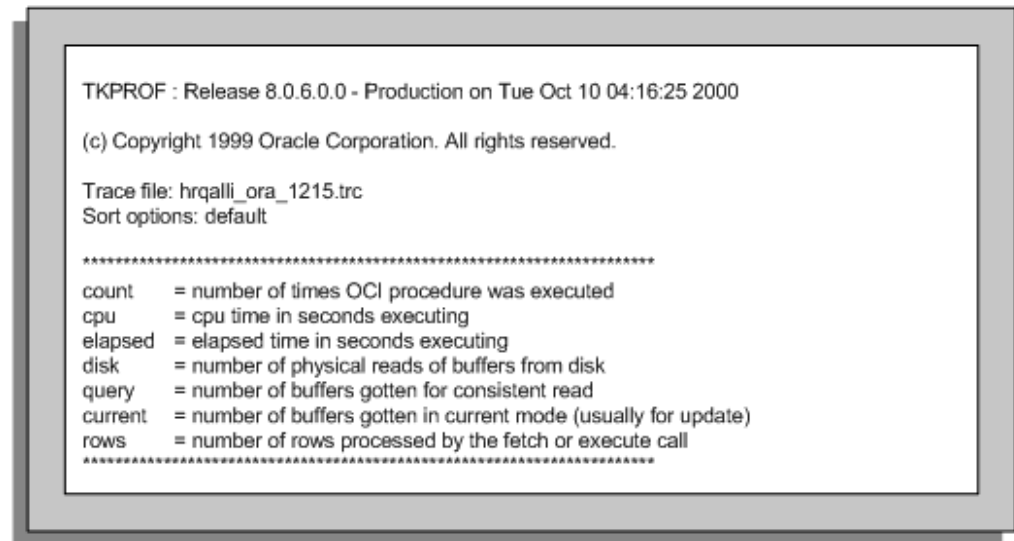 TKPROF : Release 8.0.6.0.0 - Production on Tue Oct 10 04:16:25 2000
(c) Copyright 1999 Oracle Corporation. All rights reserved.
Trace file: hrqalli_ora_1215.trc
Sort options: default
************************************************************************
count = number of times OCI procedure was executed
cpu = cpu time in seconds executing
elapsed = elapsed time in seconds executing
disk = number of physical reads of buffers from disk
query = number of buffers gotten for consistent read
current = number of buffers gotten in current mode (usually for update)
rows = number of rows processed by the fetch or execute call
************************************************************************